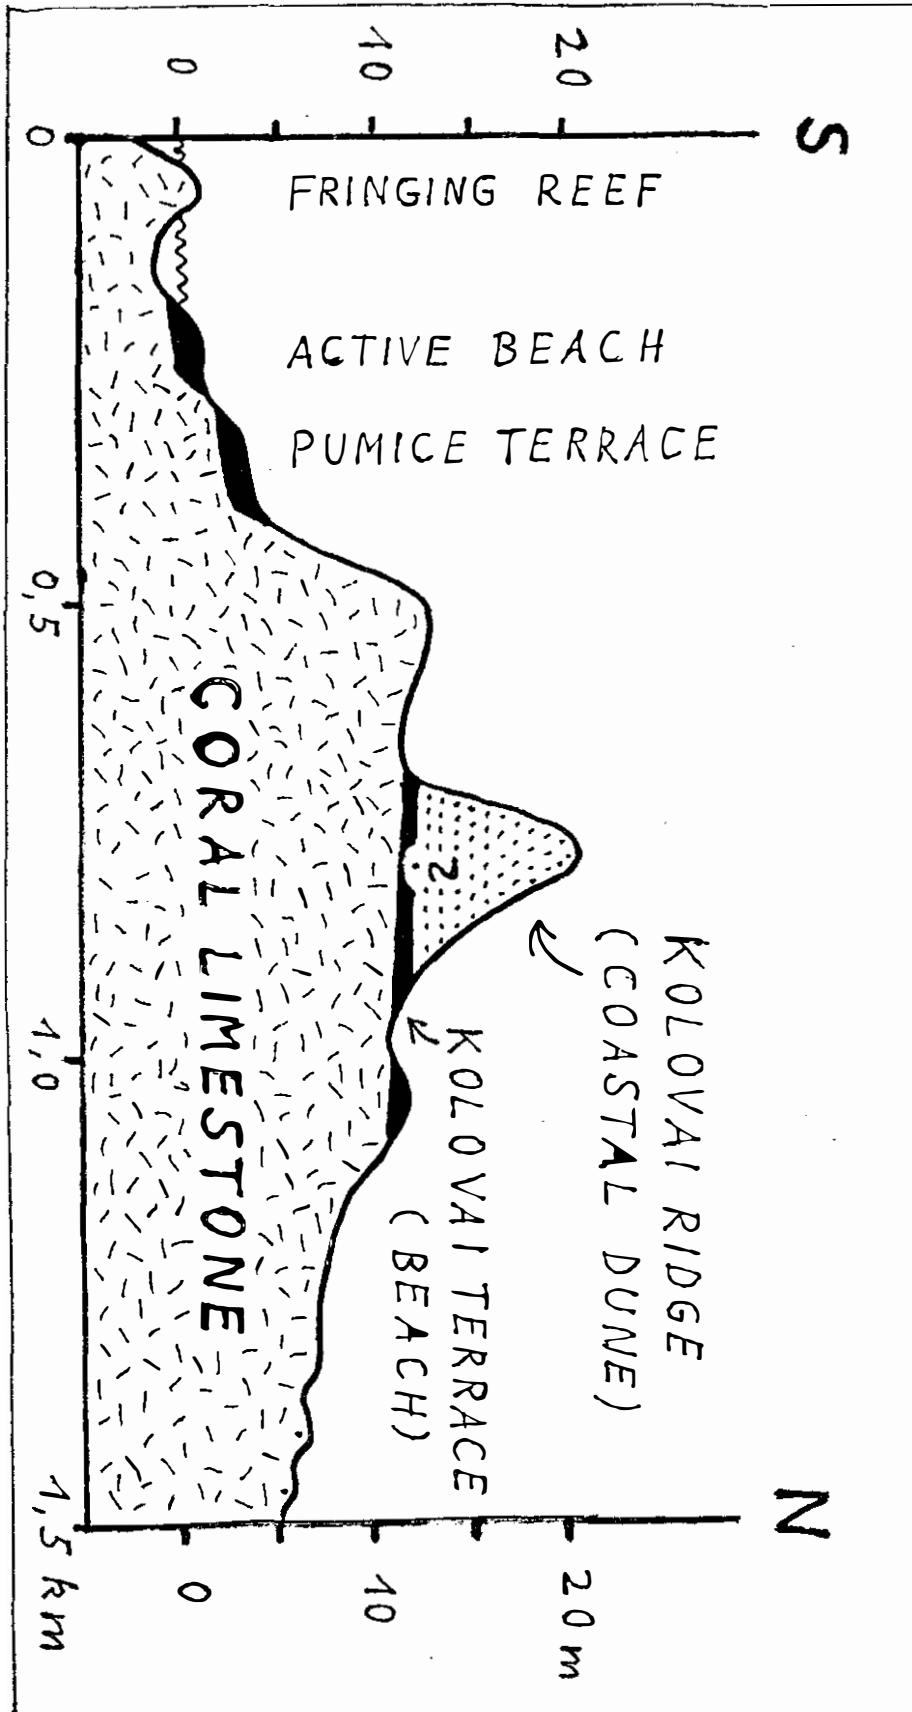 S
N
20
10
0
20 m
10
0
FRINGING REEF
ACTIVE BEACH
PUMICE TERRACE
KOLOVAI RIDGE
(COASTAL DUNE)
KOLOVAI TERRACE
(BEACH)
CORAL LIMESTONE
0
0,5
1,0
1,5 km